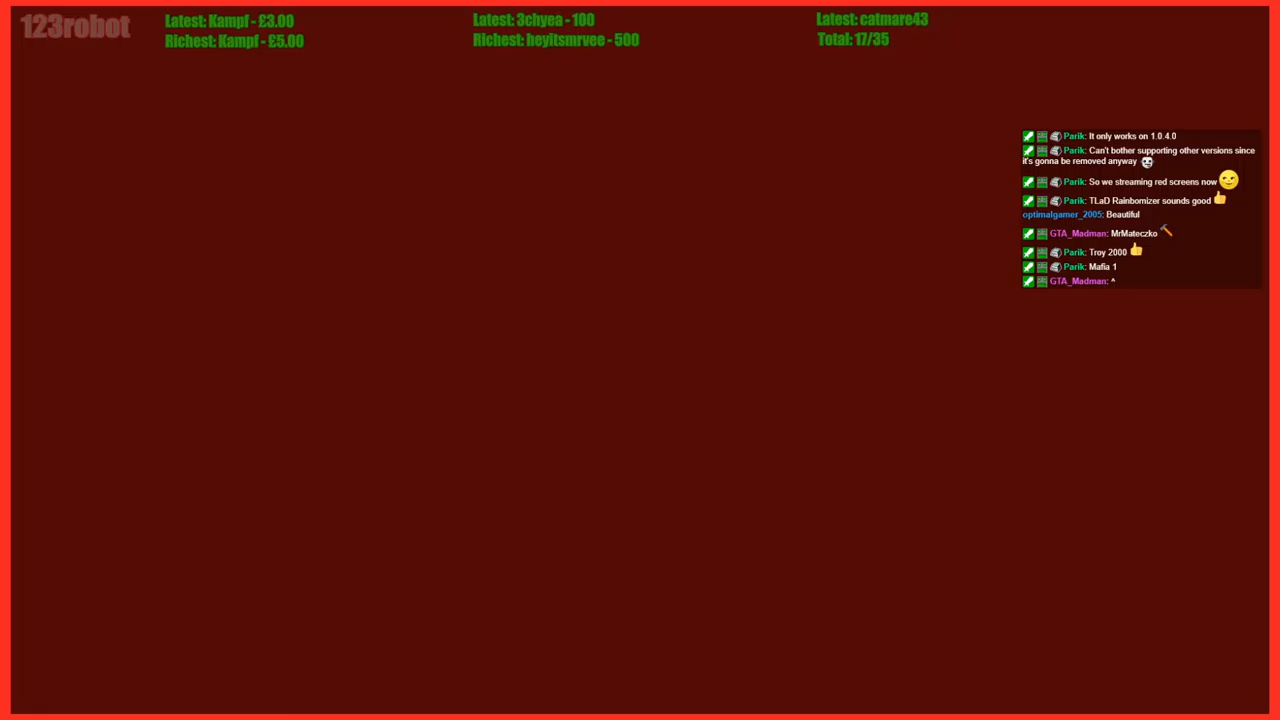 123robot
Latest: Kampf - £3.00
Richest: Kampf - £5.00
Latest: 3chyea - 100
Richest: heyitsmrvee - 500
Latest: catmare43
Total: 17/35
Parik: It only works on 1.0.4.0
Parik: Can't bother supporting other versions since
it's gonna be removed anyway
Parik: So we streaming red screens now
Parik: TLaD Rainbomizer sounds good
optimalgamer_2005: Beautiful
GTA_Madman: MrMateczko
Parik: Troy 2000
Parik: Mafia 1
GTA_Madman: ^